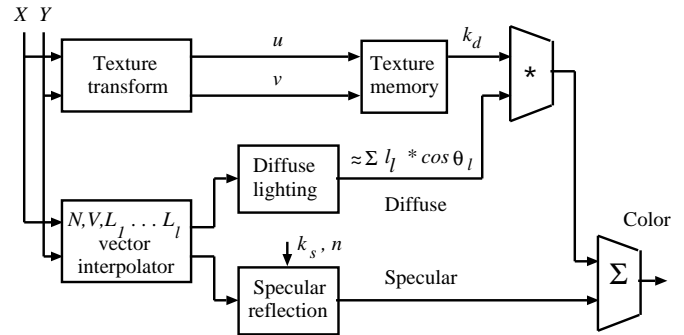 X Y
u
v
k_d
Texture
transform
Texture
memory
*
Diffuse
lighting
≈ Σ l_l * cos θ_l
Diffuse
N,V,L_1 . . . L_l
vector
interpolator
k_s , n
Specular
reflection
Specular
Color
Σ